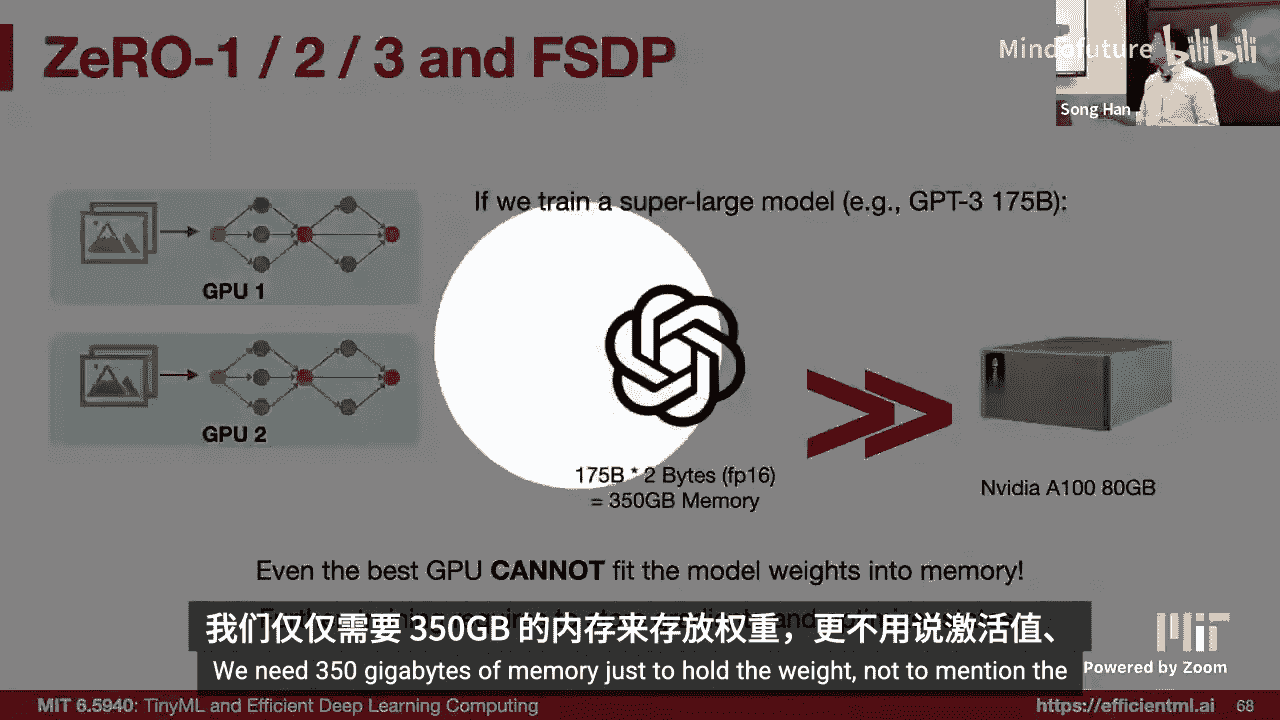 ZeRO-1 / 2 / 3 and FSDP
Mindofuture bilibili
Song Han
If we train a super-large model (e.g., GPT-3 175B):
GPU 1
GPU 2
175B * 2 Bytes (fp16)
= 350GB Memory
Nvidia A100 80GB
Even the best GPU CANNOT fit the model weights into memory!
我们仅仅需要 350GB 的内存来存放权重，更不用说激活值、
We need 350 gigabytes of memory just to hold the weight, not to mention the
MIT
Powered by Zoom
MIT 6.5940: TinyML and Efficient Deep Learning Computing
https://efficientml.ai
68